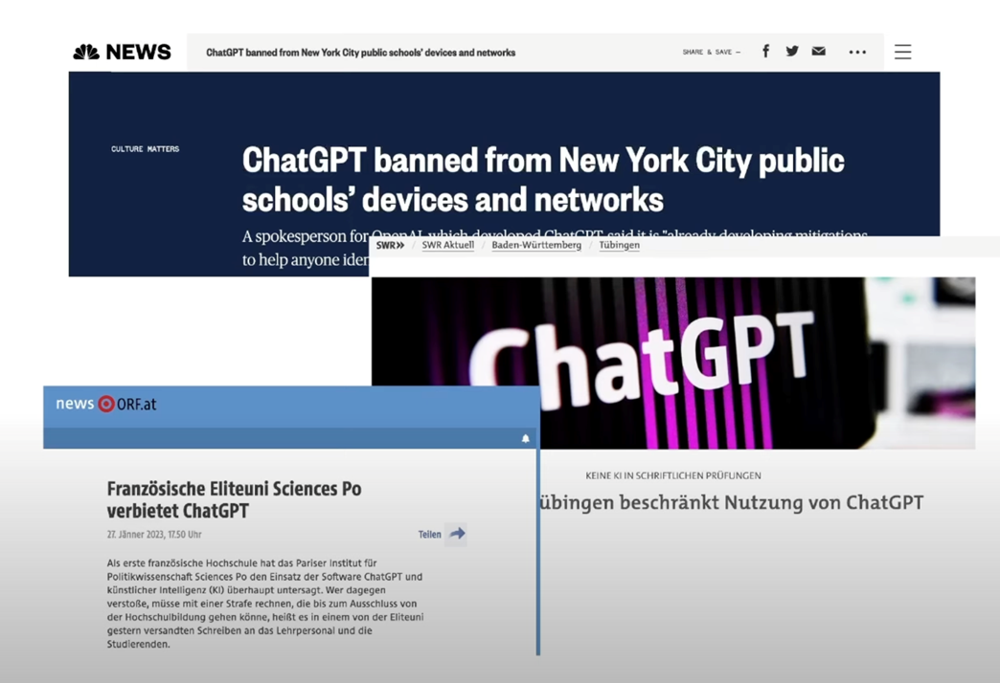 NEWS
ChatGPT banned from New York City public schools' devices and networks
SHARE & SAVE —
CULTURE MATTERS
ChatGPT banned from New York City public
schools' devices and networks
A spokesperson for OpenAI, which developed ChatGPT, said it is "already developing mitigations
to help anyone
SWR» / SWR Aktuell / Baden-Württemberg / Tübingen
ChatGPT
KEINE KI IN SCHRIFTLICHEN PRÜFUNGEN
übingen beschränkt Nutzung von ChatGPT
news ORF.at
Französische Eliteuni Sciences Po
verbietet ChatGPT
27. Jänner 2023, 17.50 Uhr
Teilen
Als erste französische Hochschule hat das Pariser Institut für
Politikwissenschaft Sciences Po den Einsatz der Software ChatGPT und
künstlicher Intelligenz (KI) überhaupt untersagt. Wer dagegen
verstoße, müsse mit einer Strafe rechnen, die bis zum Ausschluss von
der Hochschulbildung gehen könne, heißt es in einem von der Eliteuni
gestern versandten Schreiben an das Lehrpersonal und die
Studierenden.